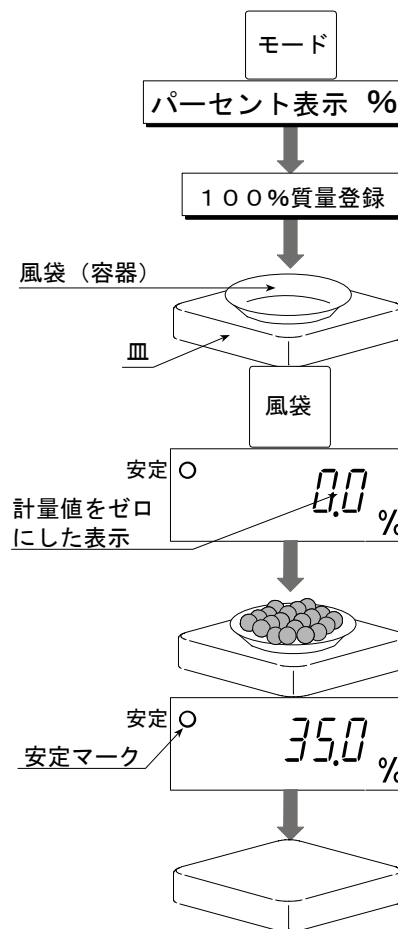 モード
パーセント表示 %
１００%質量登録
風袋（容器）
皿
風袋
安定
0.0
%
計量値をゼロ
にした表示
安定
35.0
%
安定マーク